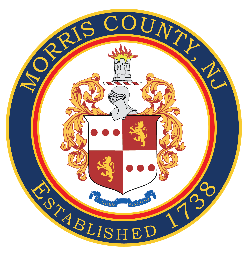 MORRIS COUNTY, NJ
ESTABLISHED 1738